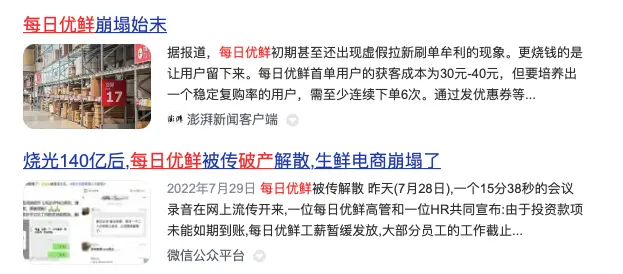 每日优鲜崩塌始末
据报道，每日优鲜初期甚至还出现虚假拉新刷单牟利的现象。更烧钱的是
让用户留下来。每日优鲜首单用户的获客成本为30元-40元，但要培养出
一个稳定复购率的用户，需至少连续下单6次。通过发优惠券等...
17
澎湃 澎湃新闻客户端
烧光140亿后,每日优鲜被传破产解散,生鲜电商崩塌了
2022年7月29日 每日优鲜被传解散 昨天(7月28日),一个15分38秒的会议
录音在网上流传开来,一位每日优鲜高管和一位HR共同宣布:由于投资款项
未能如期到账,每日优鲜工薪暂缓发放,大部分员工的工作截止...
微信公众平台